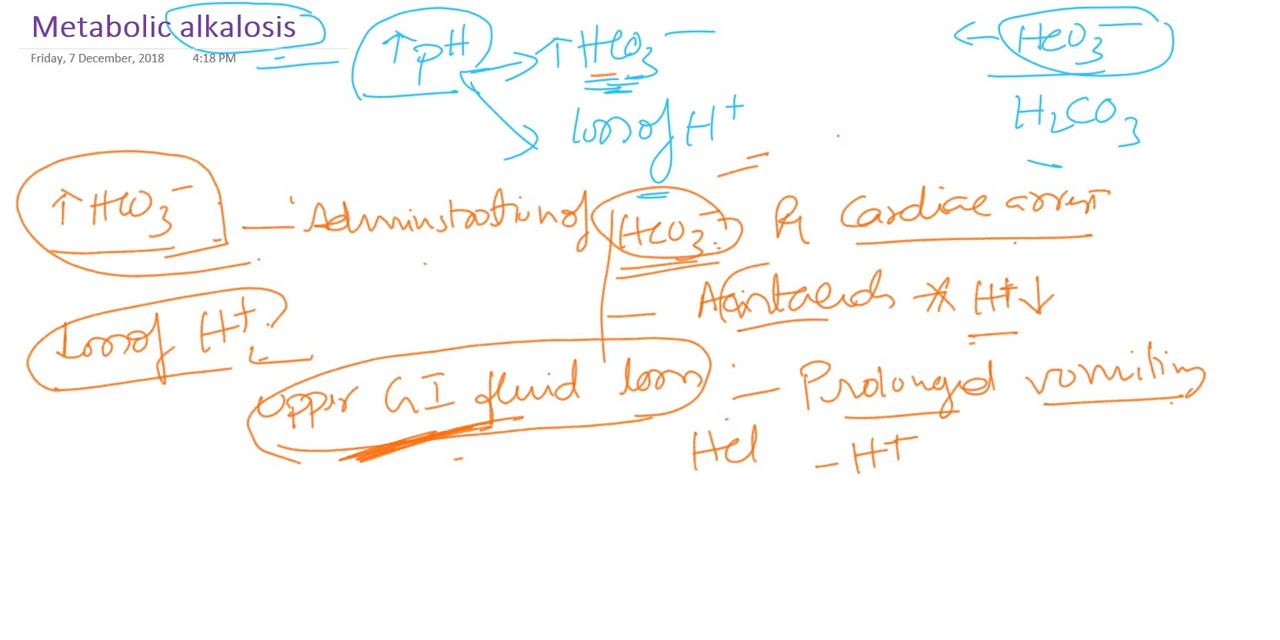 Metabolic alkalosis
Friday, 7 December, 2018 4:18 PM
↑pH → ↑ HCO3⁻
← HCO3⁻
H2CO3
loss of H+
↑ HCO3⁻ — Adminstration of HCO3⁻ Rx Cardiac arrest
— Antacids * H+ ↓
Loss of H+
Upper GI fluid loss :— Prolonged vomiting
HCl — H+